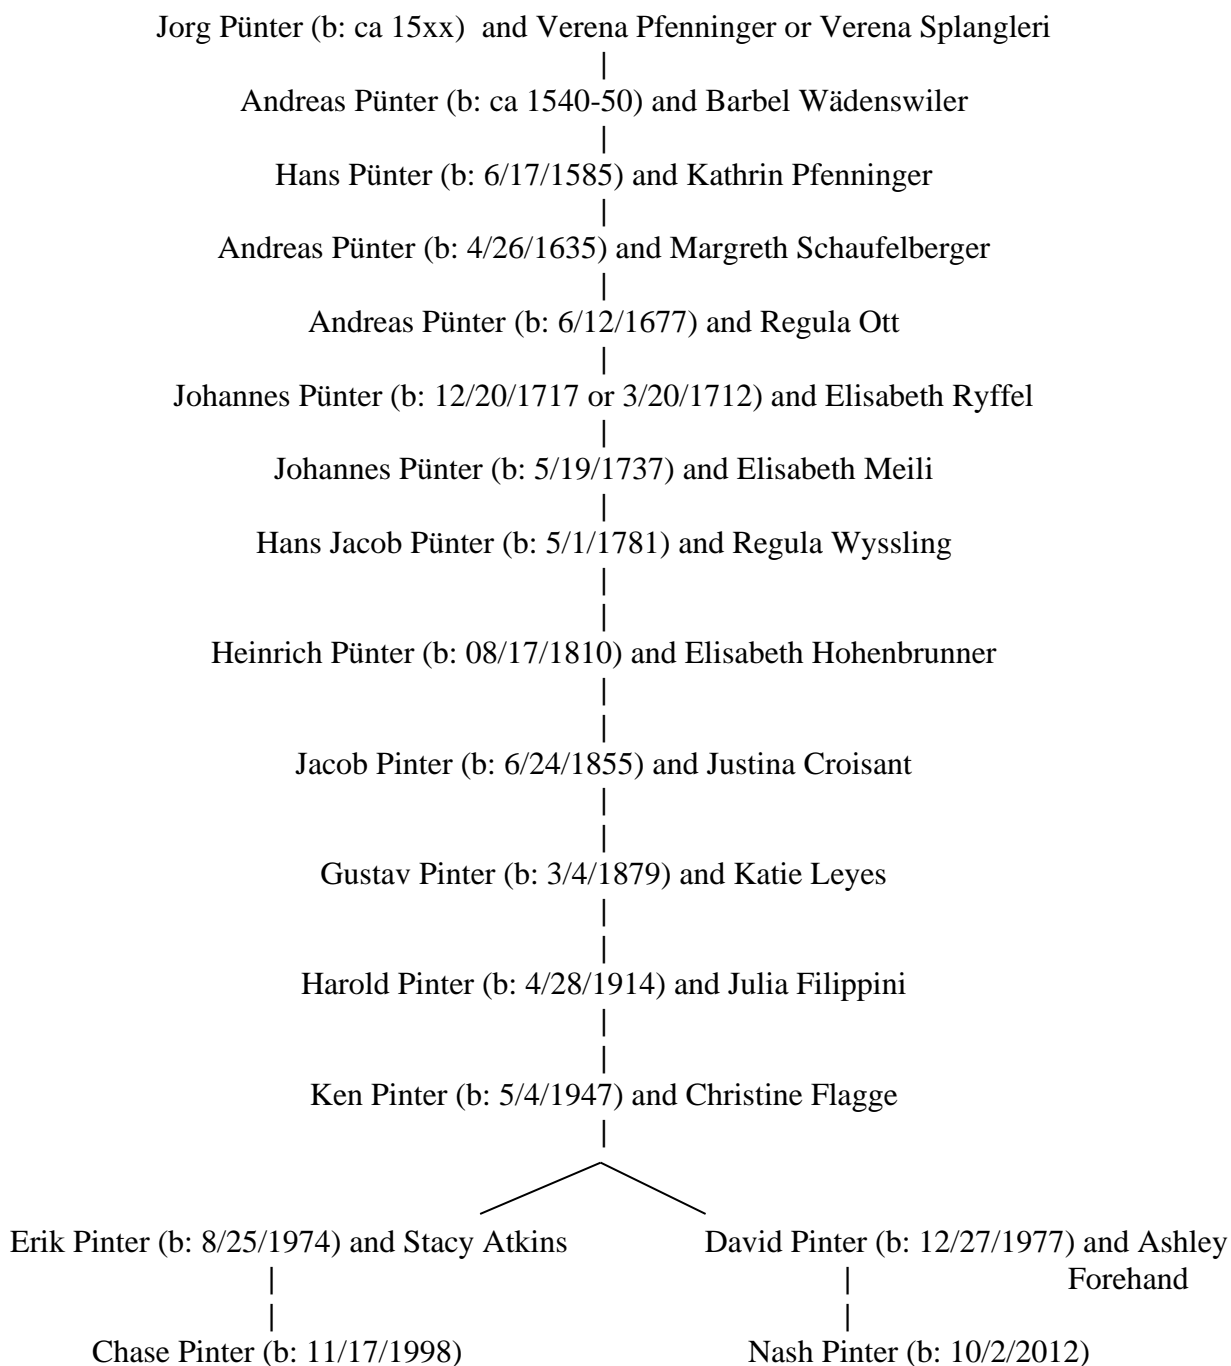 Jorg Pünter (b: ca 15xx)  and Verena Pfenninger or Verena Splangleri
Andreas Pünter (b: ca 1540-50) and Barbel Wädenswiler
Hans Pünter (b: 6/17/1585) and Kathrin Pfenninger
Andreas Pünter (b: 4/26/1635) and Margreth Schaufelberger
Andreas Pünter (b: 6/12/1677) and Regula Ott
Johannes Pünter (b: 12/20/1717 or 3/20/1712) and Elisabeth Ryffel
Johannes Pünter (b: 5/19/1737) and Elisabeth Meili
Hans Jacob Pünter (b: 5/1/1781) and Regula Wyssling
Heinrich Pünter (b: 08/17/1810) and Elisabeth Hohenbrunner
Jacob Pinter (b: 6/24/1855) and Justina Croisant
Gustav Pinter (b: 3/4/1879) and Katie Leyes
Harold Pinter (b: 4/28/1914) and Julia Filippini
Ken Pinter (b: 5/4/1947) and Christine Flagge
Erik Pinter (b: 8/25/1974) and Stacy Atkins
David Pinter (b: 12/27/1977) and Ashley
Forehand
Chase Pinter (b: 11/17/1998)
Nash Pinter (b: 10/2/2012)